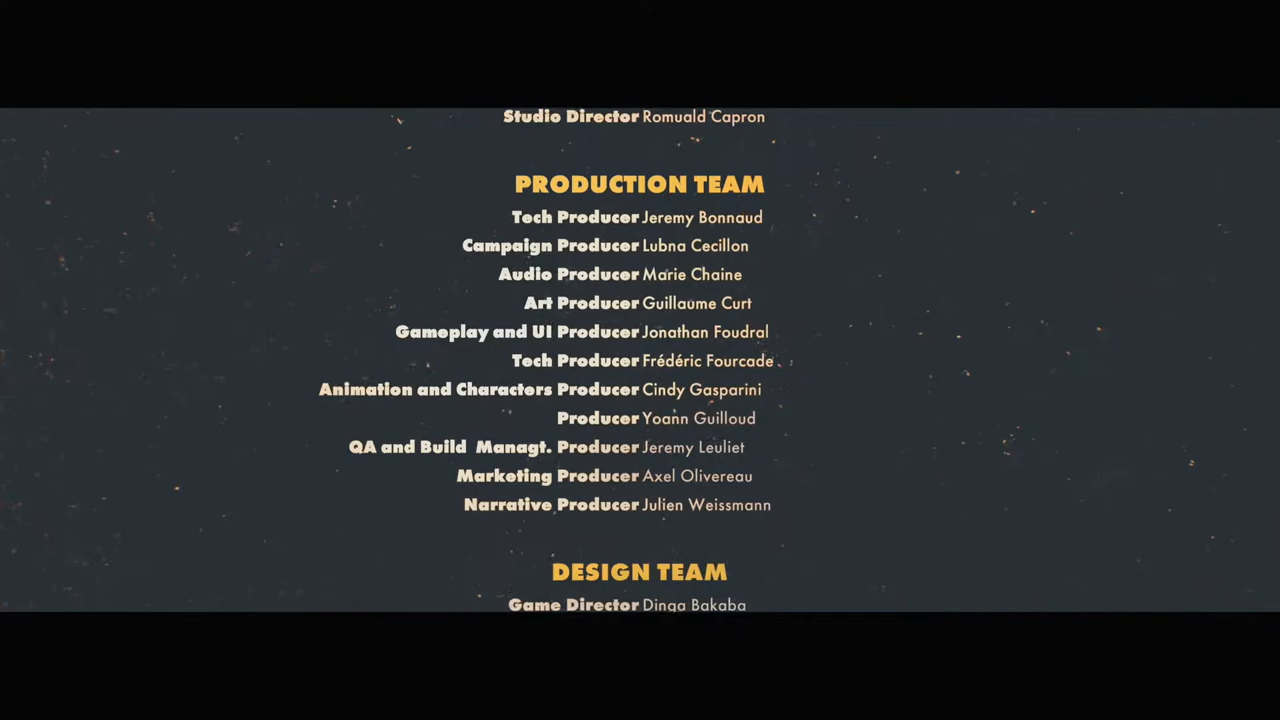 Studio Director Romuald Capron
PRODUCTION TEAM
Tech Producer Jeremy Bonnaud
Campaign Producer Lubna Cecillon
Audio Producer Marie Chaine
Art Producer Guillaume Curt
Gameplay and UI Producer Jonathan Foudral
Tech Producer Frédéric Fourcade
Animation and Characters Producer Cindy Gasparini
Producer Yoann Guilloud
QA and Build Managt. Producer Jeremy Leuliet
Marketing Producer Axel Olivereau
Narrative Producer Julien Weissmann
DESIGN TEAM
Game Director Dinga Bakaba